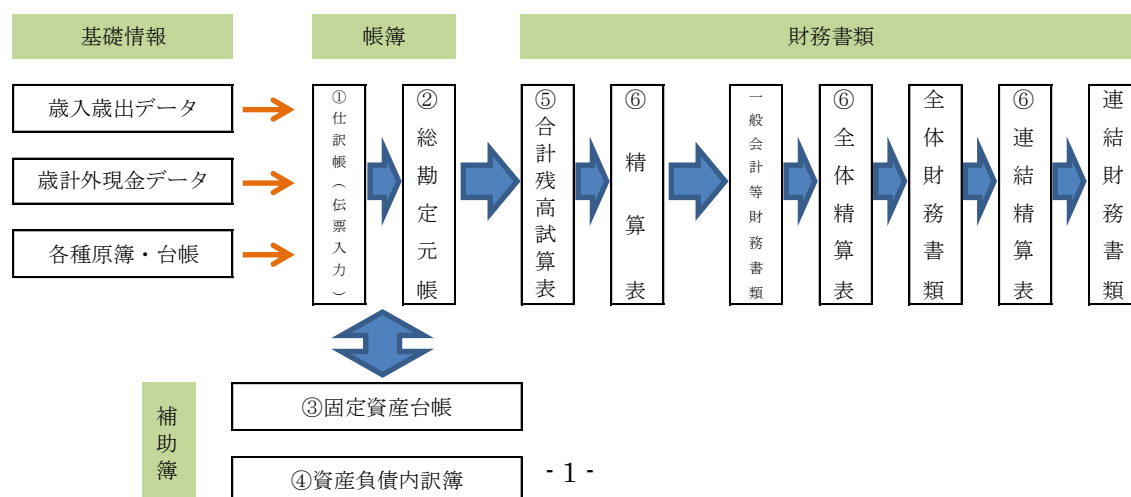 基礎情報
帳簿
財務書類
歳入歳出データ
歳計外現金データ
各種原簿・台帳
①仕訳帳（伝票入力）
②総勘定元帳
⑤合計残高試算表
⑥精算表
一般会計等財務書類
⑥全体精算表
全体財務書類
⑥連結精算表
連結財務書類
補助簿
③固定資産台帳
④資産負債内訳簿
- 1 -